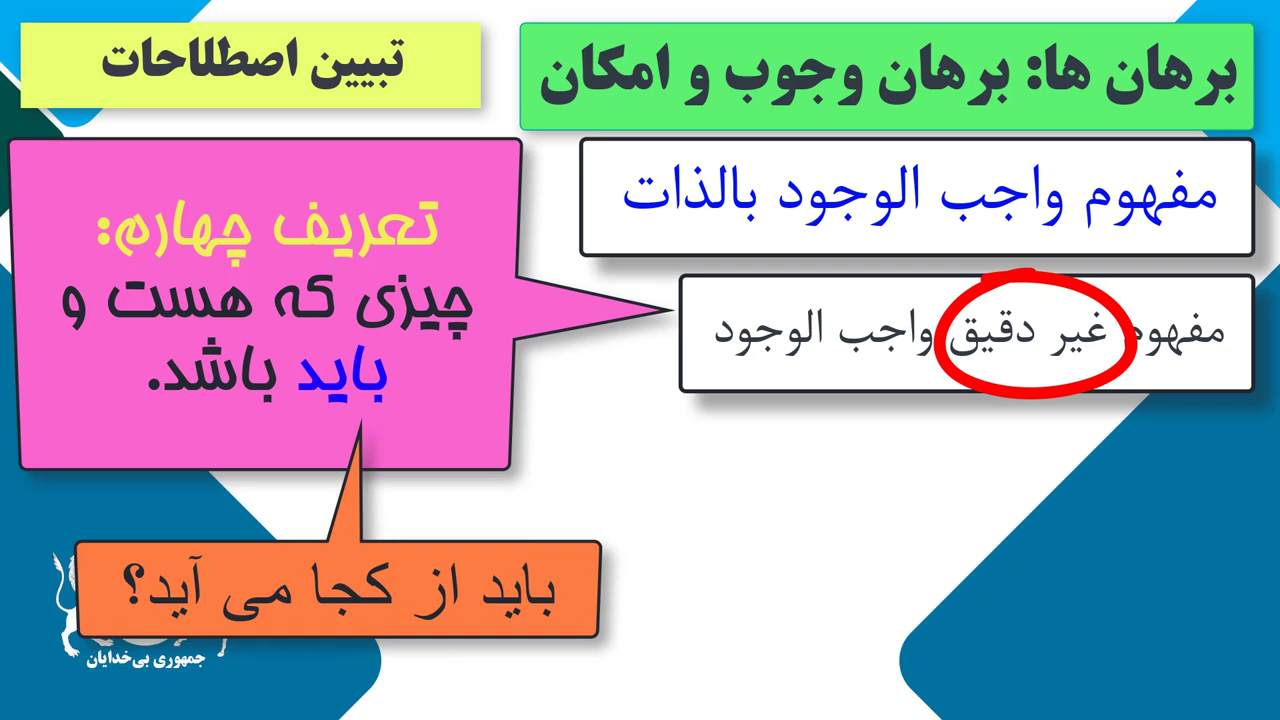 برهان ها: برهان وجوب و امکان
تبیین اصطلاحات
مفهوم واجب الوجود بالذات
مفهوم غیر دقیق واجب الوجود
تعریف چهارم:
چیزی که هست و
باید باشد.
باید از کجا می آید؟
جمهوری بی‌خدایان